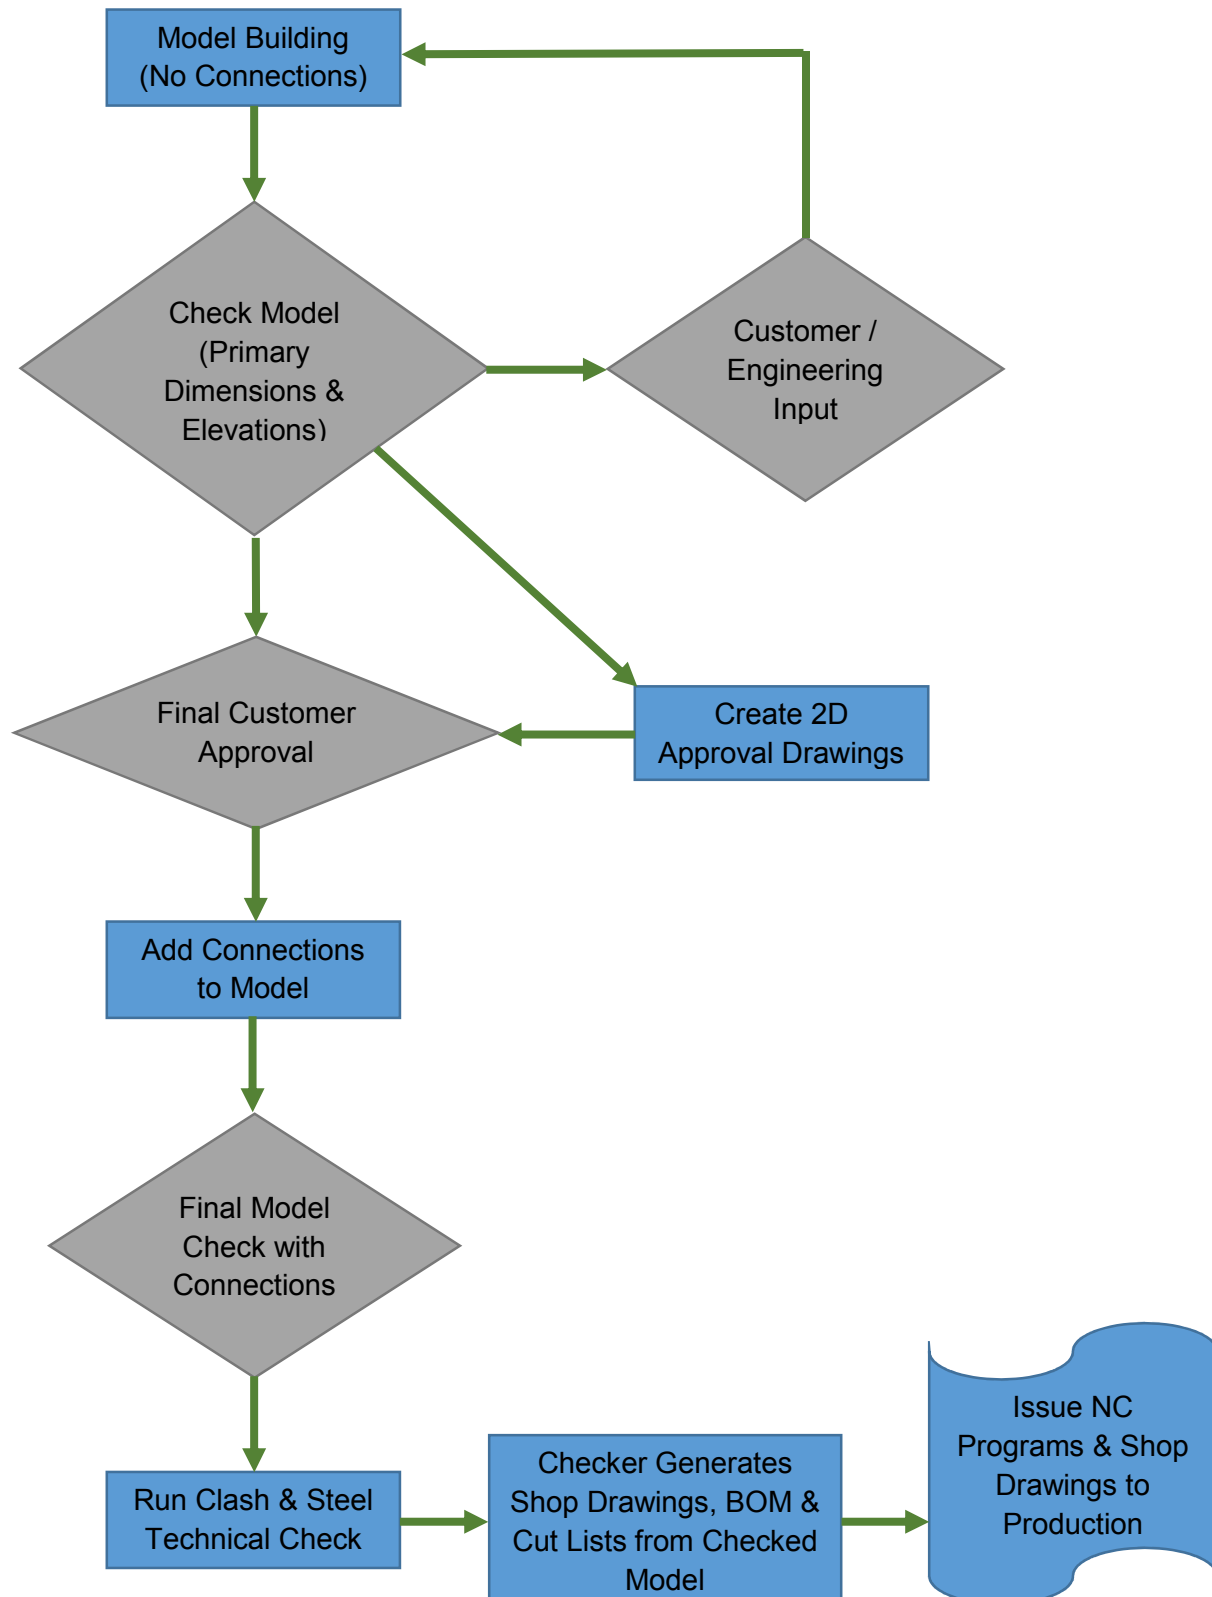 Model Building
(No Connections)
Check Model
(Primary
Dimensions &
Elevations)
Customer /
Engineering
Input
Final Customer
Approval
Create 2D
Approval Drawings
Add Connections
to Model
Final Model
Check with
Connections
Run Clash & Steel
Technical Check
Checker Generates
Shop Drawings, BOM &
Cut Lists from Checked
Model
Issue NC
Programs & Shop
Drawings to
Production